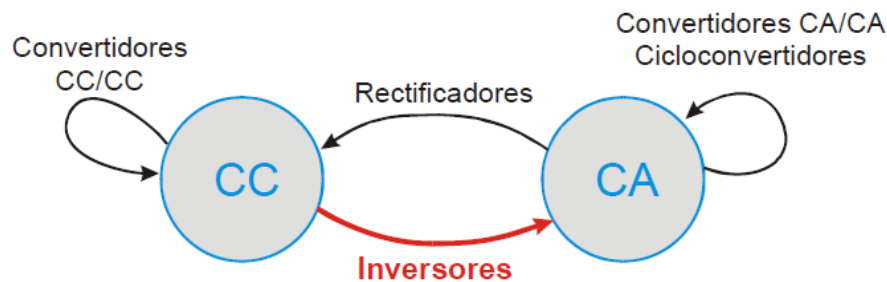 Convertidores
CC/CC
Convertidores CA/CA
Cicloconvertidores
Rectificadores
CC
CA
Inversores